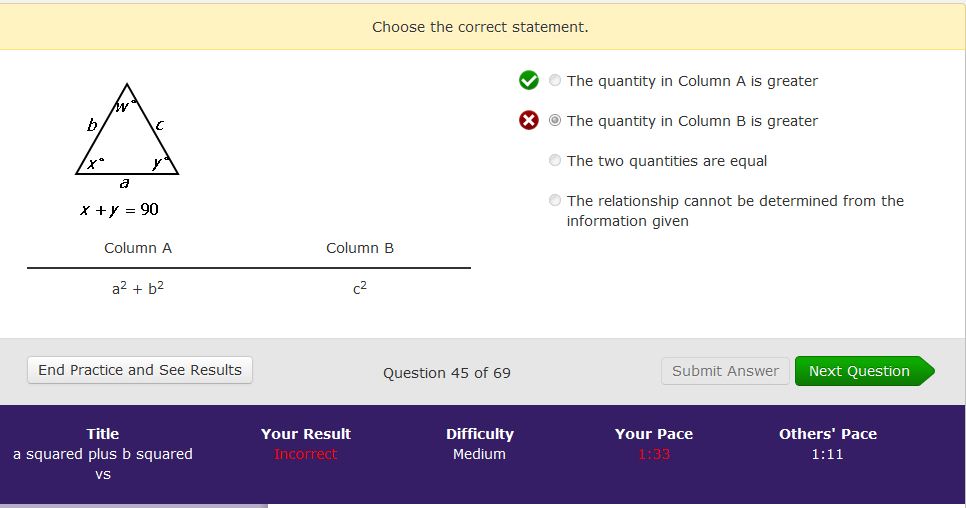 Choose the correct statement.
w°
b
c
x°
y°
a
x + y = 90
Column A Column B
a² + b² c²
The quantity in Column A is greater
The quantity in Column B is greater
The two quantities are equal
The relationship cannot be determined from the
information given
End Practice and See Results
Question 45 of 69
Submit Answer
Next Question
Title Your Result Difficulty Your Pace Others' Pace
a squared plus b squared Incorrect Medium 1:33 1:11
vs